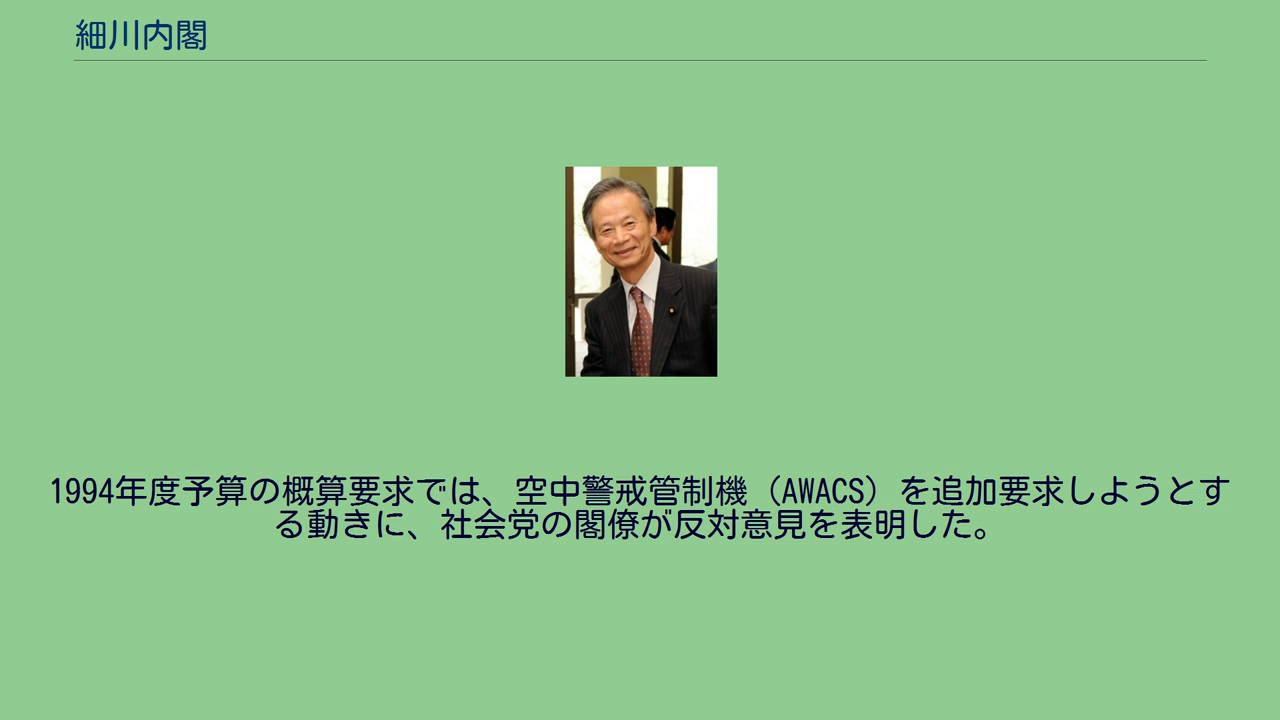 細川内閣
1994年度予算の概算要求では、空中警戒管制機（AWACS）を追加要求しようとす
る動きに、社会党の閣僚が反対意見を表明した。